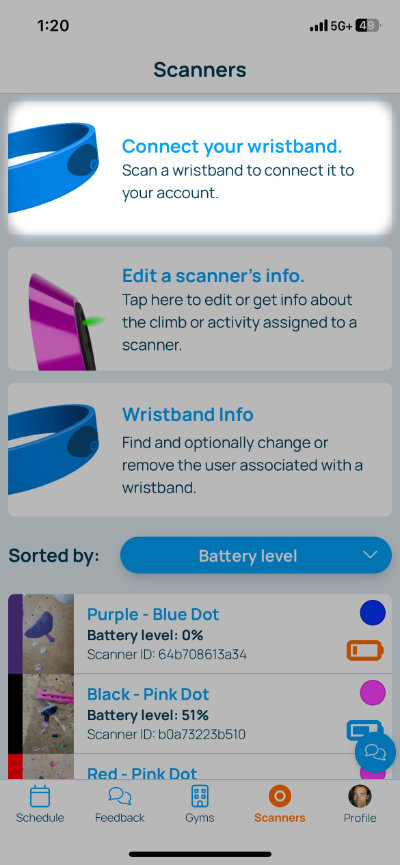 1:20
5G+
49
Scanners
Connect your wristband.
Scan a wristband to connect it to
your account.
Edit a scanner's info.
Tap here to edit or get info about
the climb or activity assigned to a
scanner.
Wristband Info
Find and optionally change or
remove the user associated with a
wristband.
Sorted by:
Battery level
Purple - Blue Dot
Battery level: 0%
Scanner ID: 64b708613a34
Black - Pink Dot
Battery level: 51%
Scanner ID: b0a73223b510
Red - Pink Dot
Schedule
Feedback
Gyms
Scanners
Profile